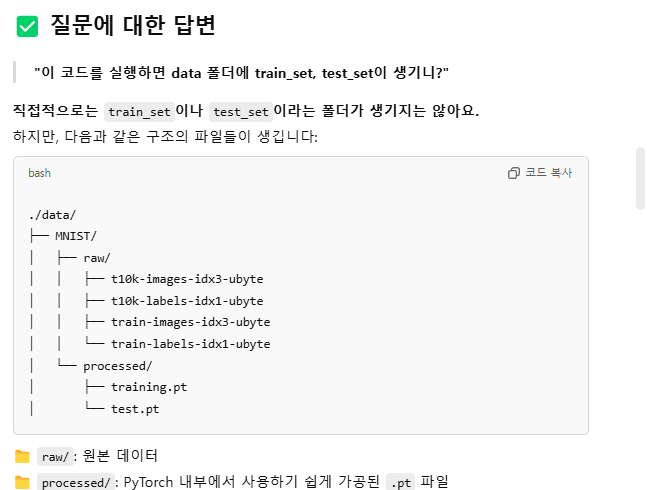 ✅ 질문에 대한 답변
"이 코드를 실행하면 data 폴더에 train_set, test_set이 생기니?"
직접적으로는 train_set이나 test_set이라는 폴더가 생기지는 않아요.
하지만, 다음과 같은 구조의 파일들이 생깁니다:
bash 코드 복사
./data/
├── MNIST/
│   ├── raw/
│   │   ├── t10k-images-idx3-ubyte
│   │   ├── t10k-labels-idx1-ubyte
│   │   ├── train-images-idx3-ubyte
│   │   └── train-labels-idx1-ubyte
│   └── processed/
│       ├── training.pt
│       └── test.pt
📁 raw/: 원본 데이터
📁 processed/: PyTorch 내부에서 사용하기 쉽게 가공된 .pt 파일